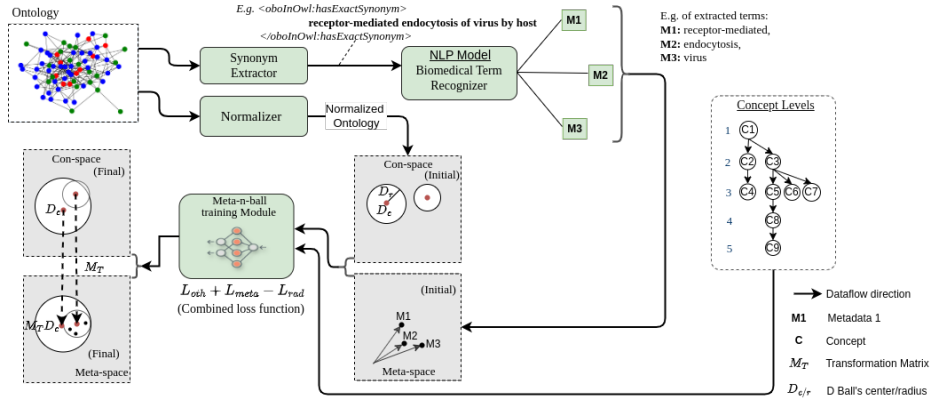 Ontology
E.g. <oboInOwl:hasExactSynonym>
receptor-mediated endocytosis of virus by host
</oboInOwl:hasExactSynonym>
Synonym
Extractor
NLP Model
Biomedical Term
Recognizer
M1
M2
M3
E.g. of extracted terms:
M1: receptor-mediated,
M2: endocytosis,
M3: virus
Normalizer
Normalized
Ontology
Concept Levels
1 C1
2 C2 C3
3 C4 C5 C6 C7
4 C8
5 C9
Con-space
(Final)
D_c
M_T
M_T D_c
(Final)
Meta-space
Meta-n-ball
training Module
L_oth + L_meta − L_rad
(Combined loss function)
Con-space
(Initial)
D_r
D_c
(Initial)
M1
M2
M3
Meta-space
Dataflow direction
M1 Metadata 1
C Concept
M_T Transformation Matrix
D_c/r D Ball's center/radius